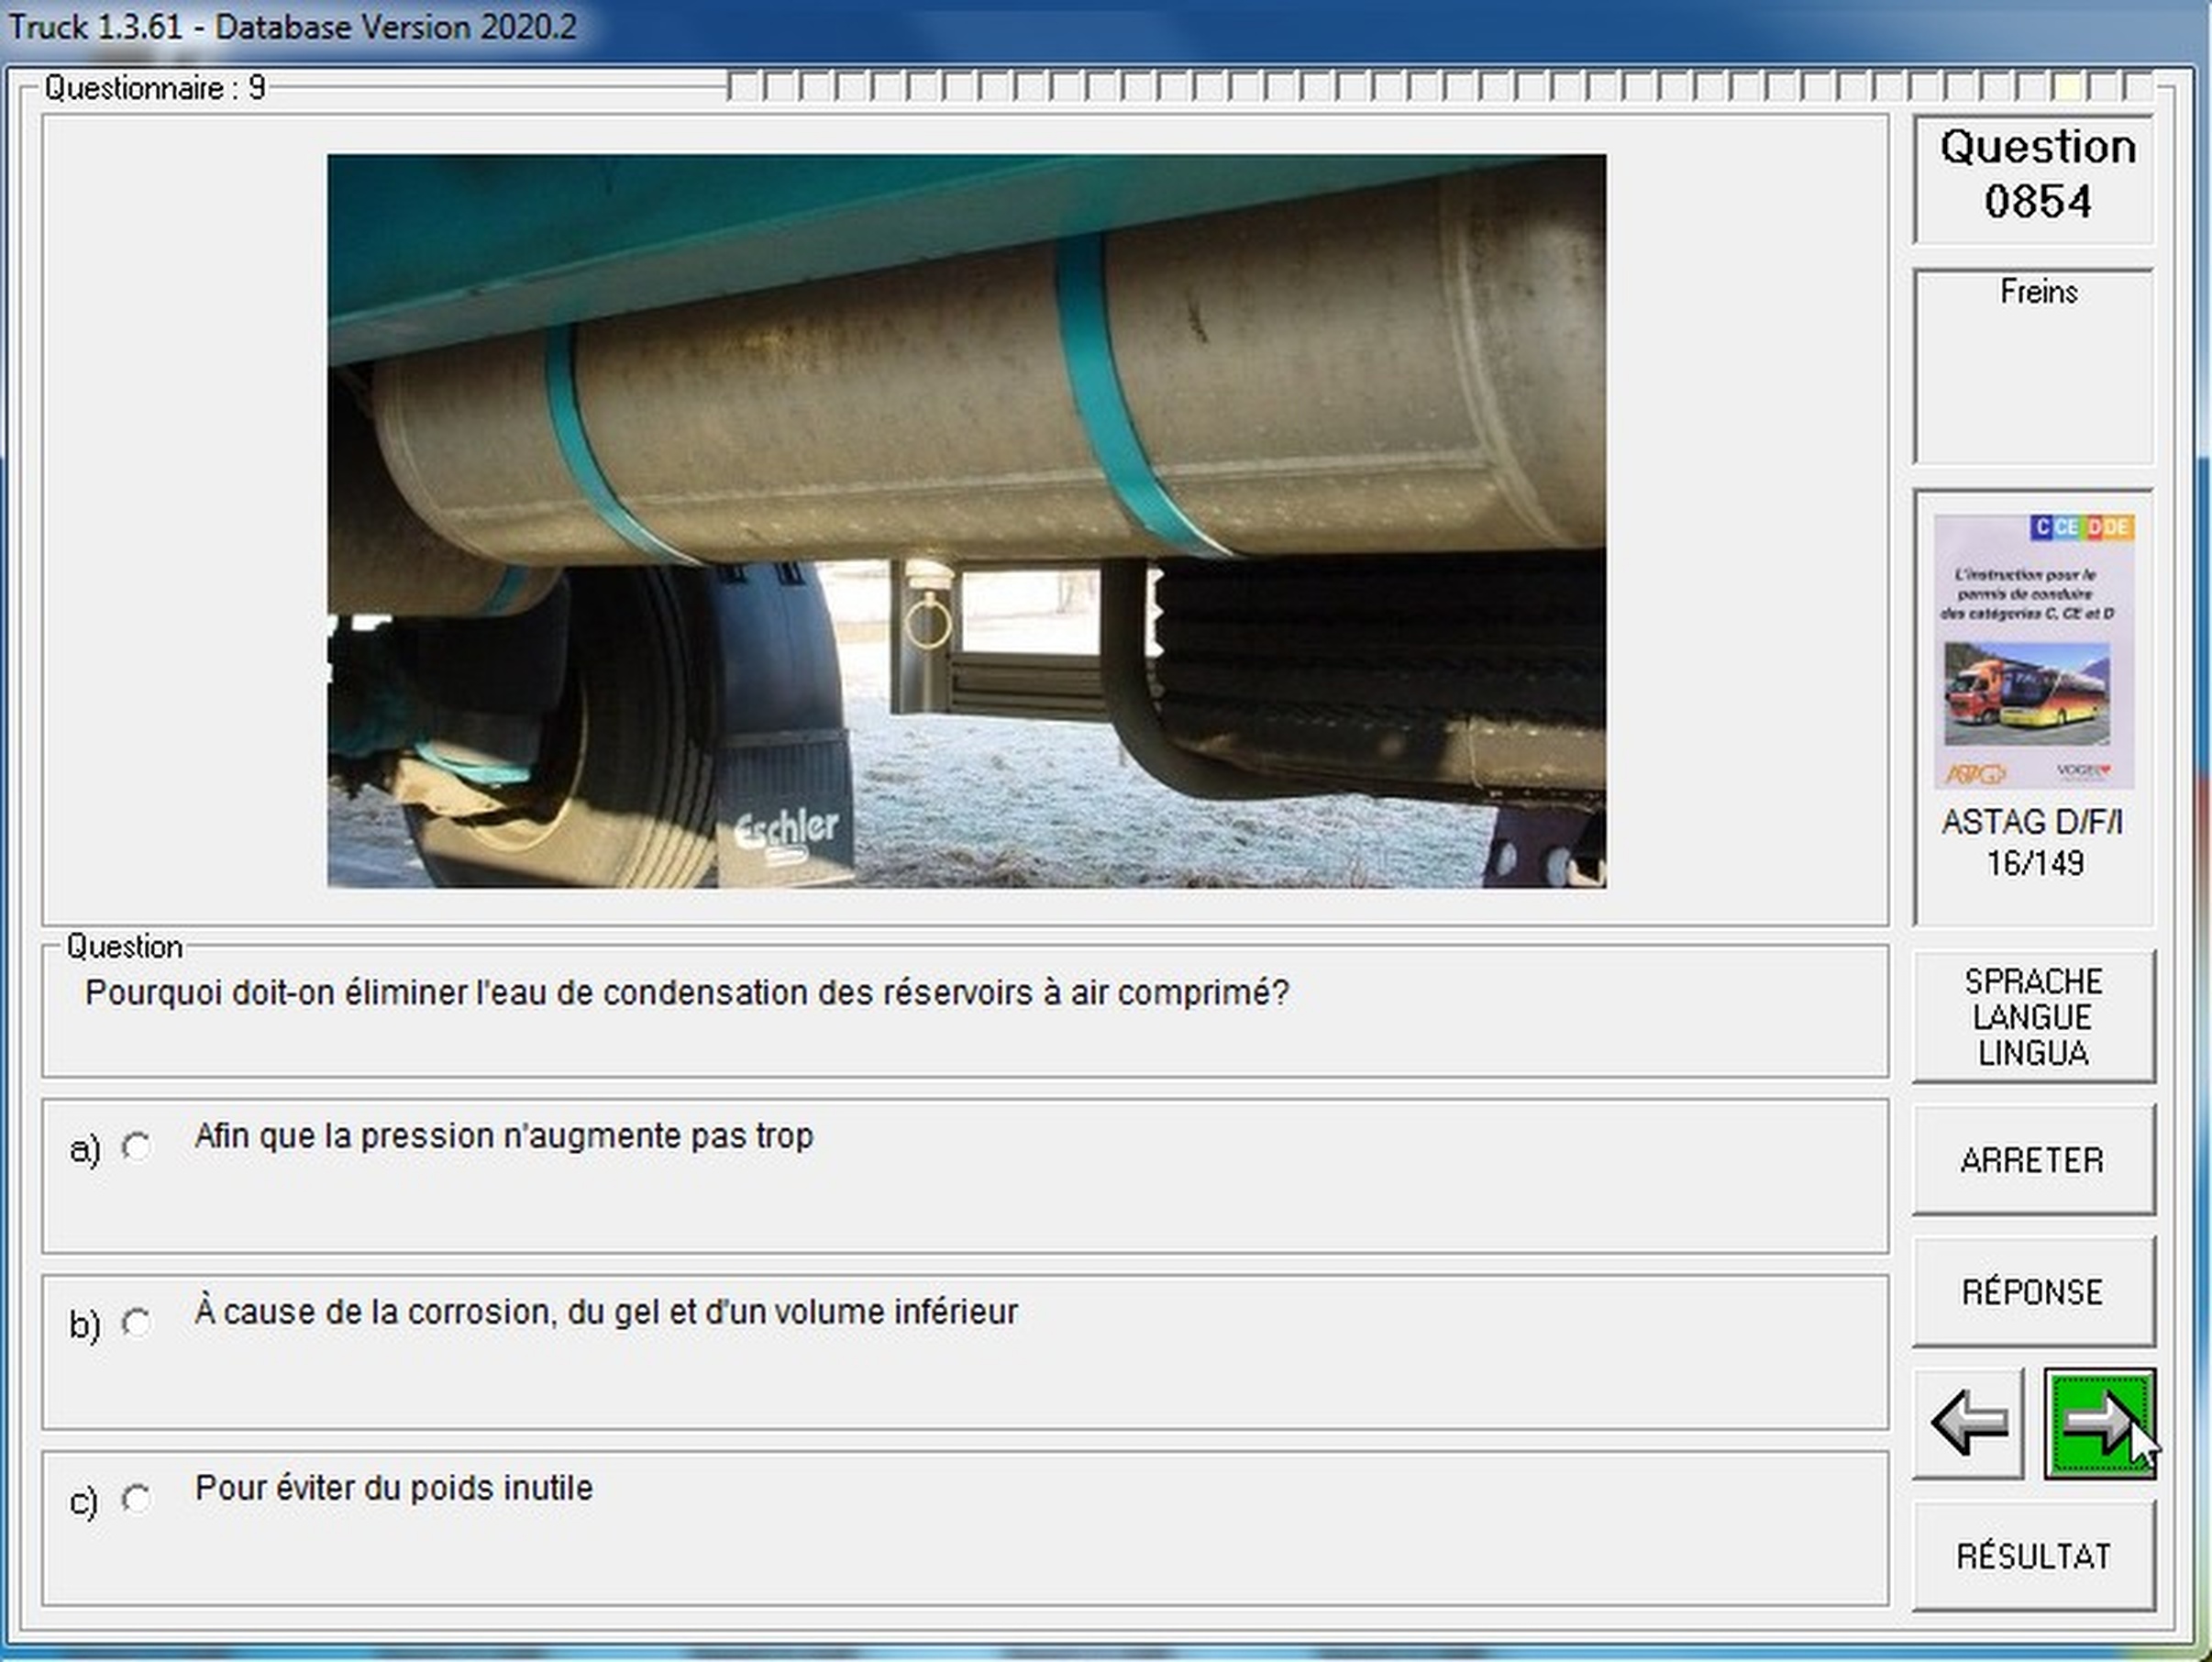 Truck 1.3.61 - Database Version 2020.2
Questionnaire : 9
Question
0854
Freins
Eschler
C CE D DE
L'instruction pour le
permis de conduire
des catégories C, CE et D
ASTAG
VOGEL
ASTAG D/F/I
16/149
Question
Pourquoi doit-on éliminer l'eau de condensation des réservoirs à air comprimé?
a) Afin que la pression n'augmente pas trop
b) À cause de la corrosion, du gel et d'un volume inférieur
c) Pour éviter du poids inutile
SPRACHE
LANGUE
LINGUA
ARRETER
RÉPONSE
RÉSULTAT